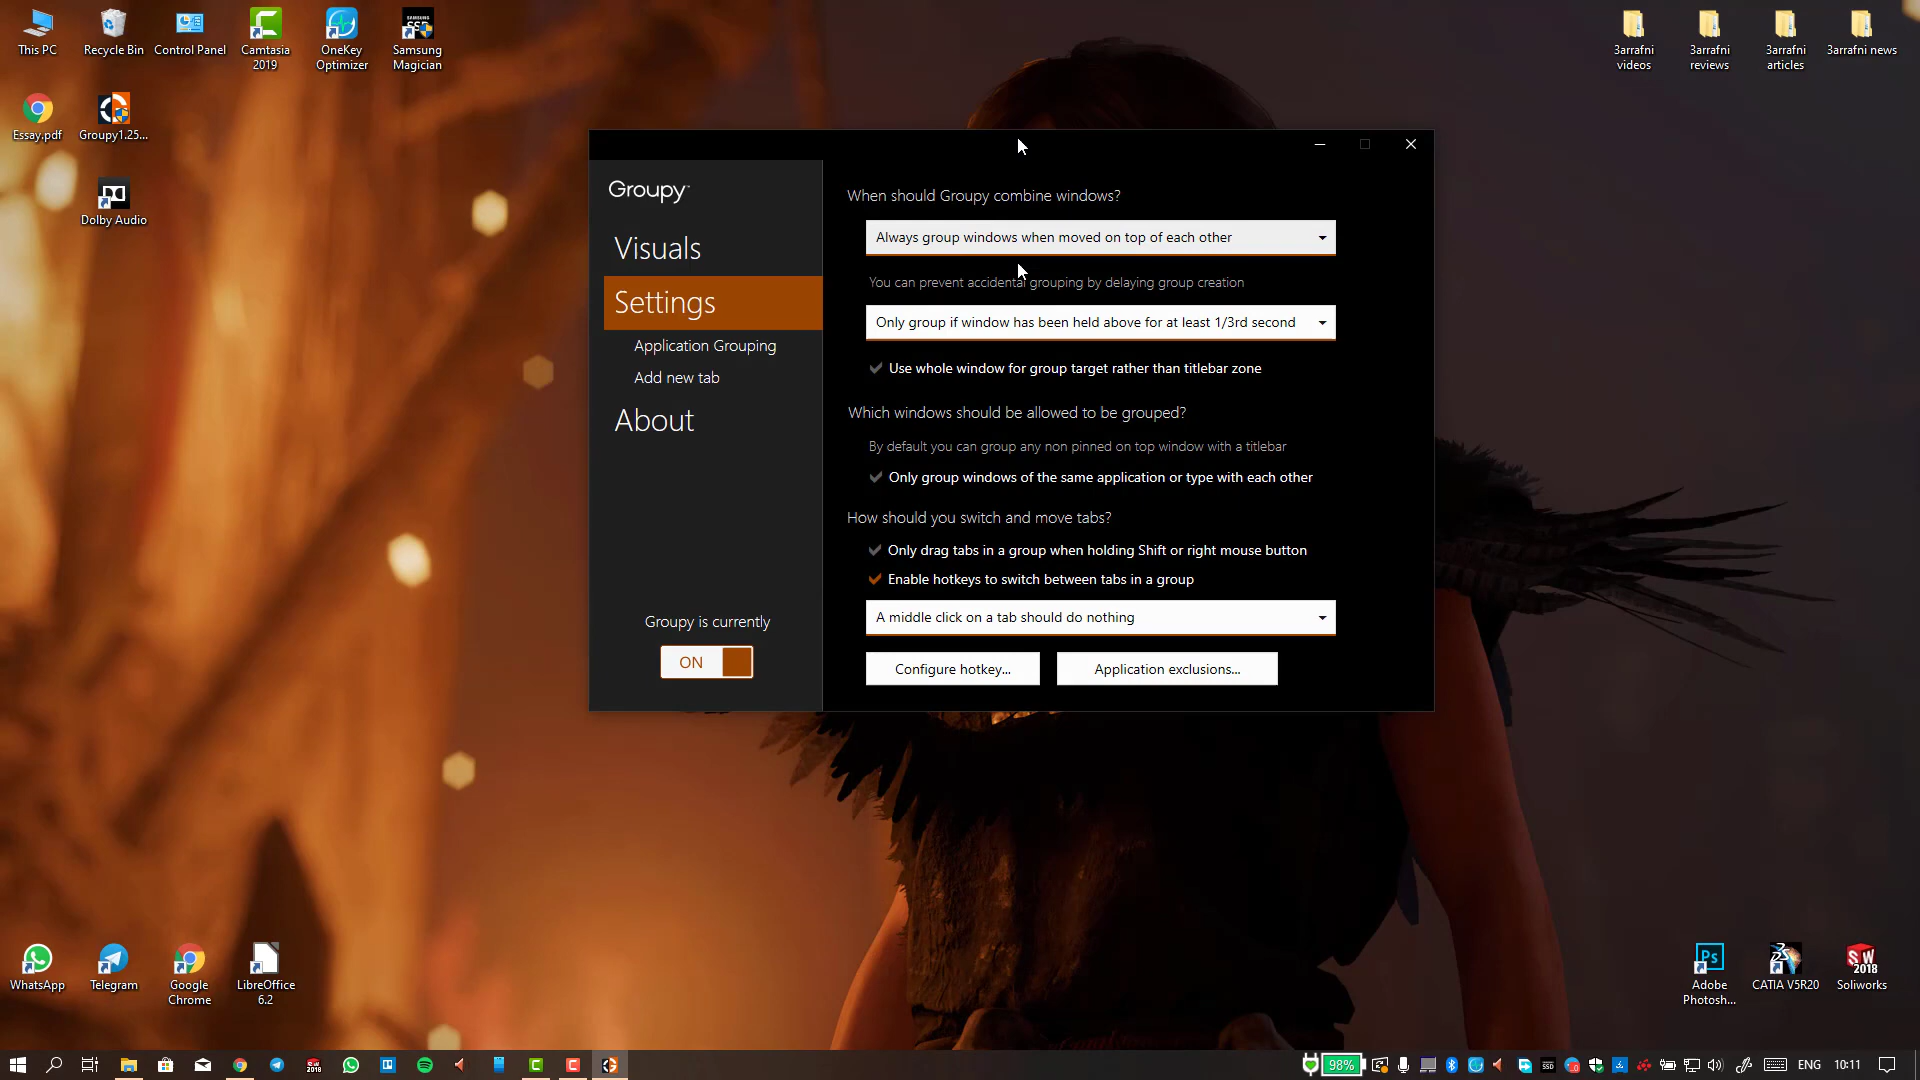 This PC
Recycle Bin
Control Panel
Camtasia
2019
OneKey
Optimizer
SAMSUNG
SSD
Samsung
Magician
3arrafni
videos
3arrafni
reviews
3arrafni
articles
3arrafni news
Essay.pdf
Groupy1.25...
Dolby Audio
Groupy™
Visuals
Settings
Application Grouping
Add new tab
About
Groupy is currently
ON
When should Groupy combine windows?
Always group windows when moved on top of each other
You can prevent accidental grouping by delaying group creation
Only group if window has been held above for at least 1/3rd second
Use whole window for group target rather than titlebar zone
Which windows should be allowed to be grouped?
By default you can group any non pinned on top window with a titlebar
Only group windows of the same application or type with each other
How should you switch and move tabs?
Only drag tabs in a group when holding Shift or right mouse button
Enable hotkeys to switch between tabs in a group
A middle click on a tab should do nothing
Configure hotkey...
Application exclusions...
WhatsApp
Telegram
Google
Chrome
LibreOffice
6.2
Ps
Adobe
Photosh...
CATIA V5R20
SW
2018
Soliworks
98%
ENG
10:11